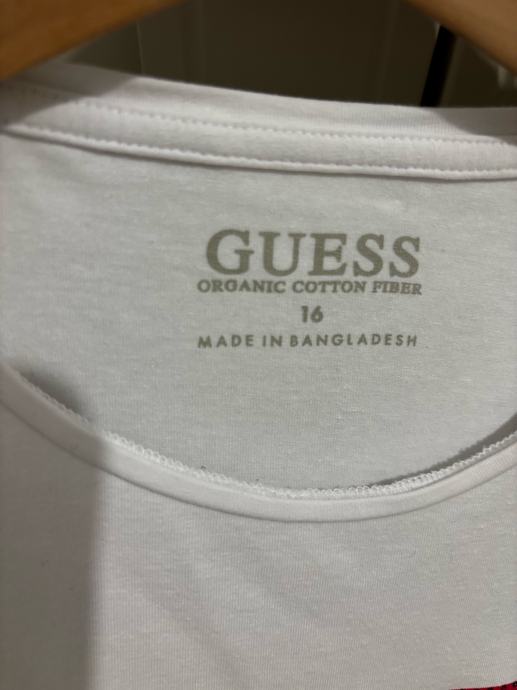 GUESS
ORGANIC COTTON FIBER
16
MADE IN BANGLADESH